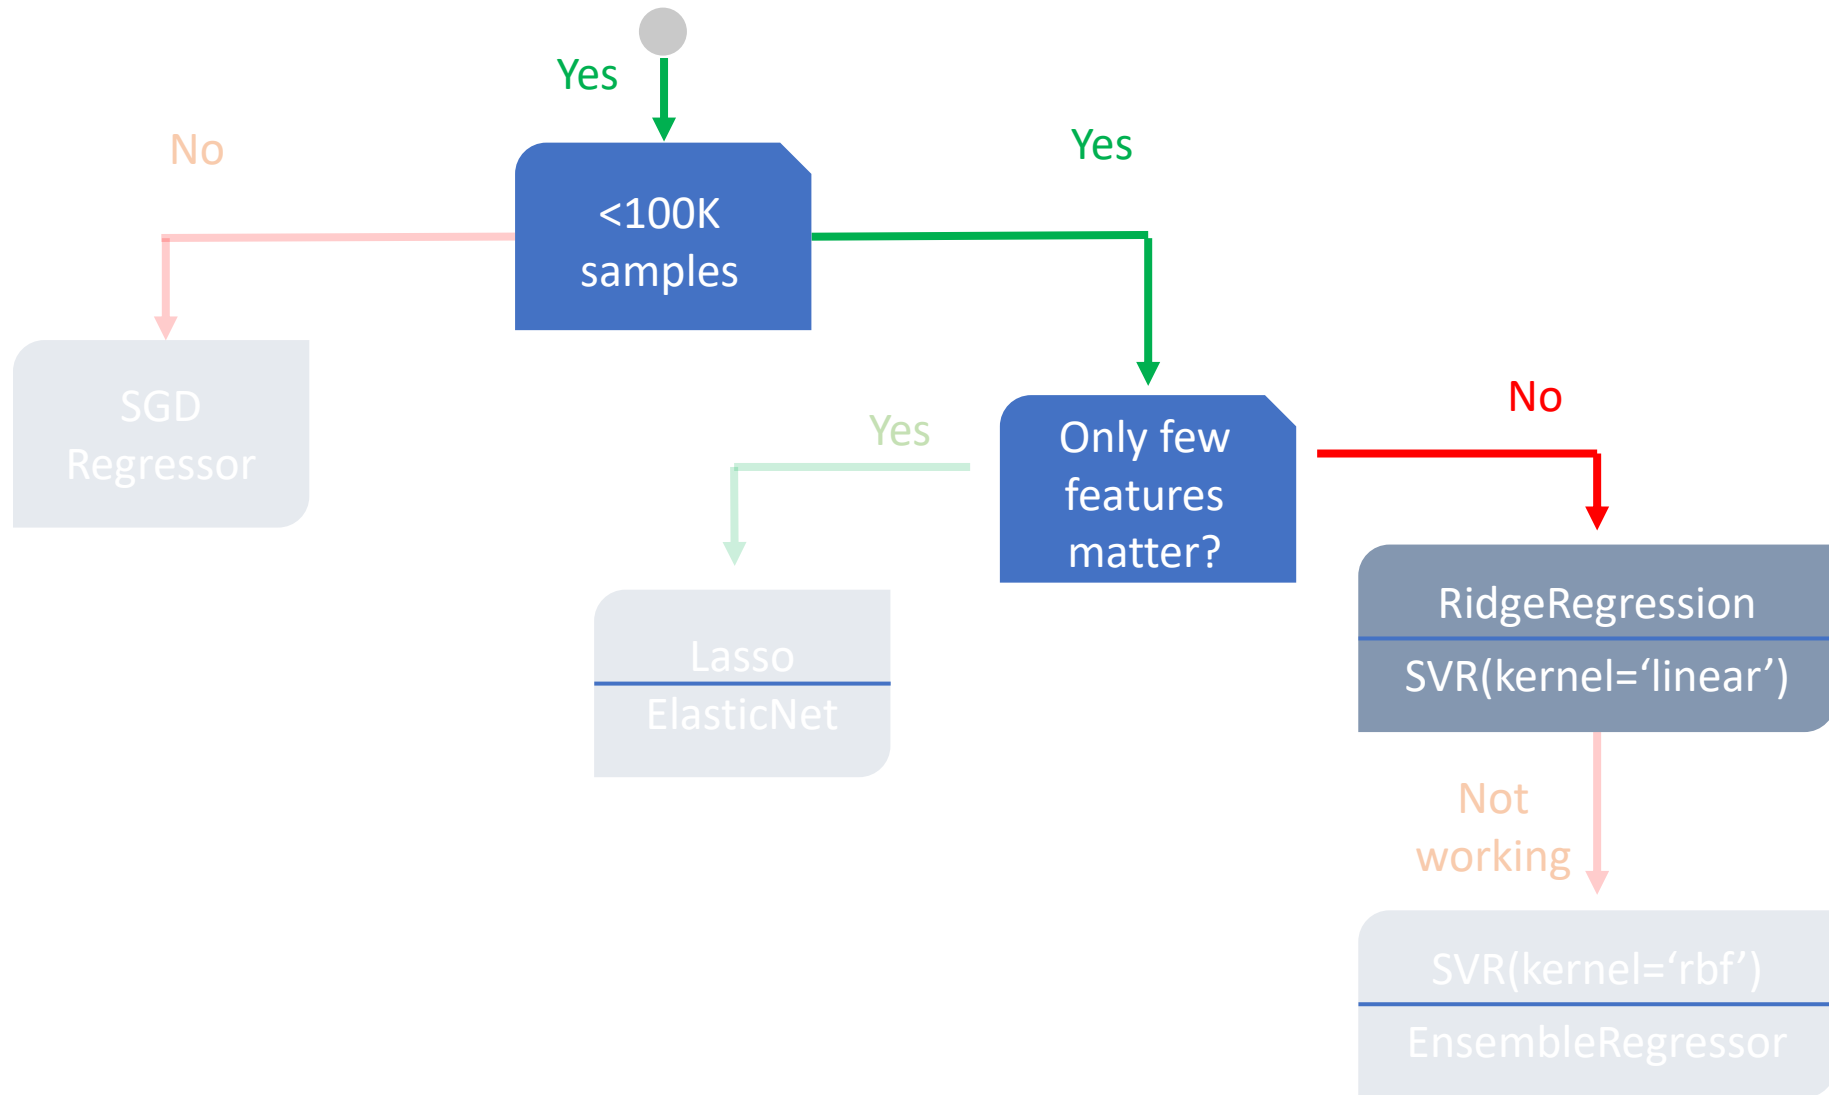 Yes
No
<100K
samples
Yes
SGD
Regressor
Yes
Only few
features
matter?
No
Lasso
ElasticNet
RidgeRegression
SVR(kernel=‘linear’)
Not
working
SVR(kernel=‘rbf’)
EnsembleRegressor